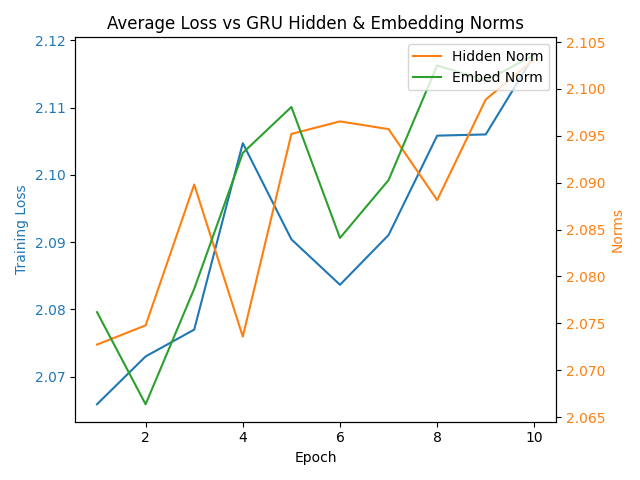 Average Loss vs GRU Hidden & Embedding Norms
Hidden Norm
Embed Norm
Training Loss
2.12
2.11
2.10
2.09
2.08
2.07
2.105
2.100
2.095
2.090
2.085
2.080
2.075
2.070
2.065
Norms
2 4 6 8 10
Epoch